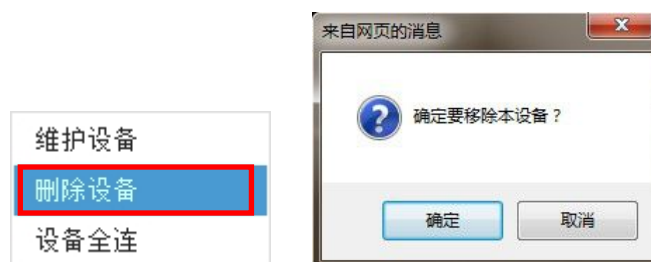 维护设备
删除设备
设备全连
来自网页的消息
确定要移除本设备？
确定
取消